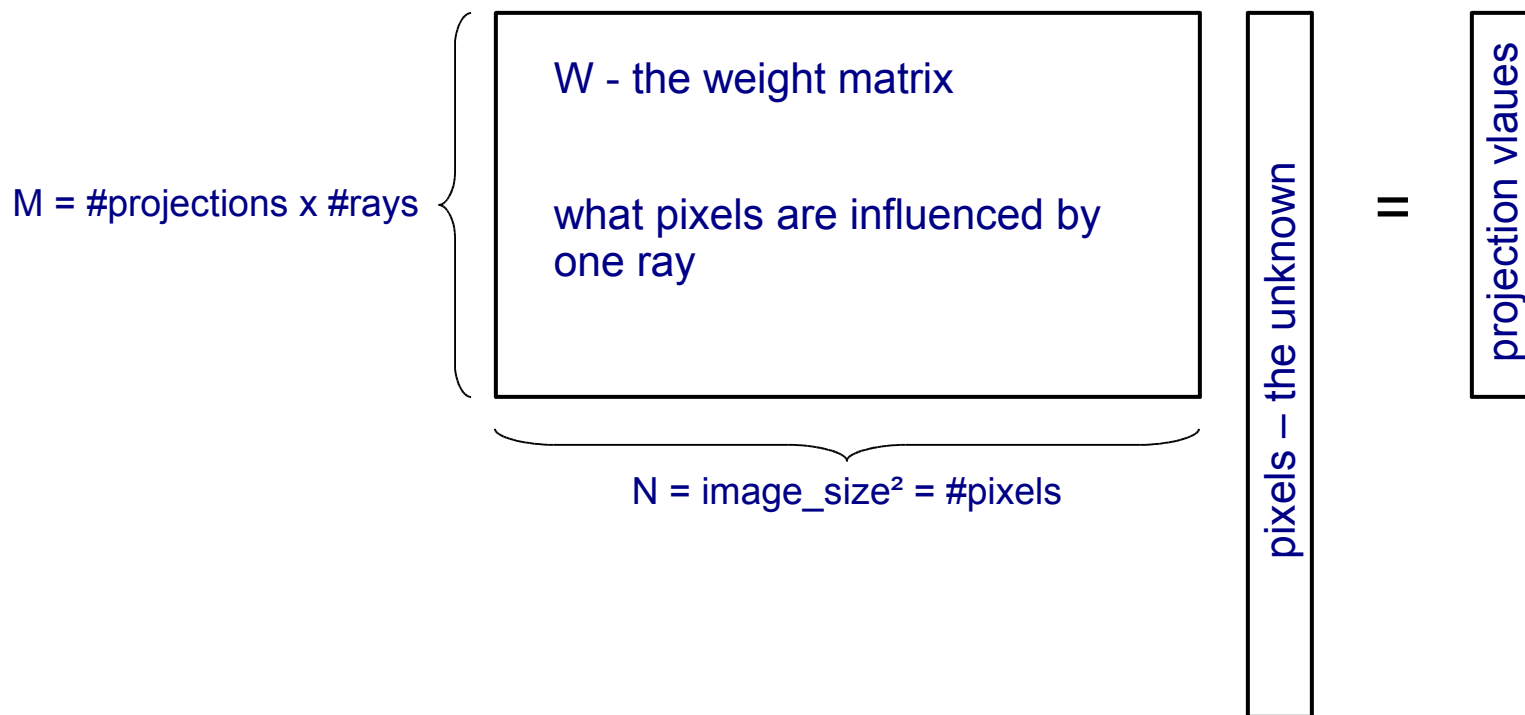 W - the weight matrix
M = #projections x #rays
what pixels are influenced by
one ray
pixels – the unknown
=
projection vlaues
N = image_size² = #pixels